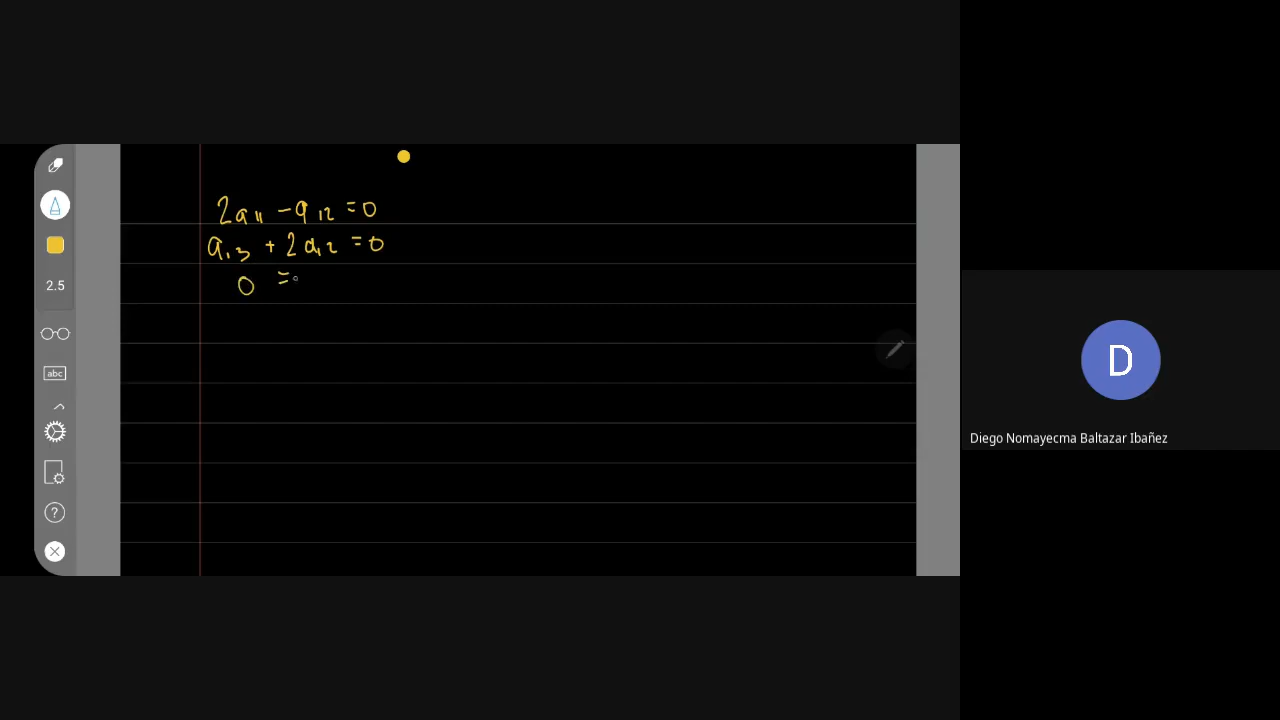 2a₁₁ - a₁₂ = 0
a₁₃ + 2a₁₂ = 0
0 =
2.5
abc
?
D
Diego Nomayecma Baltazar Ibañez